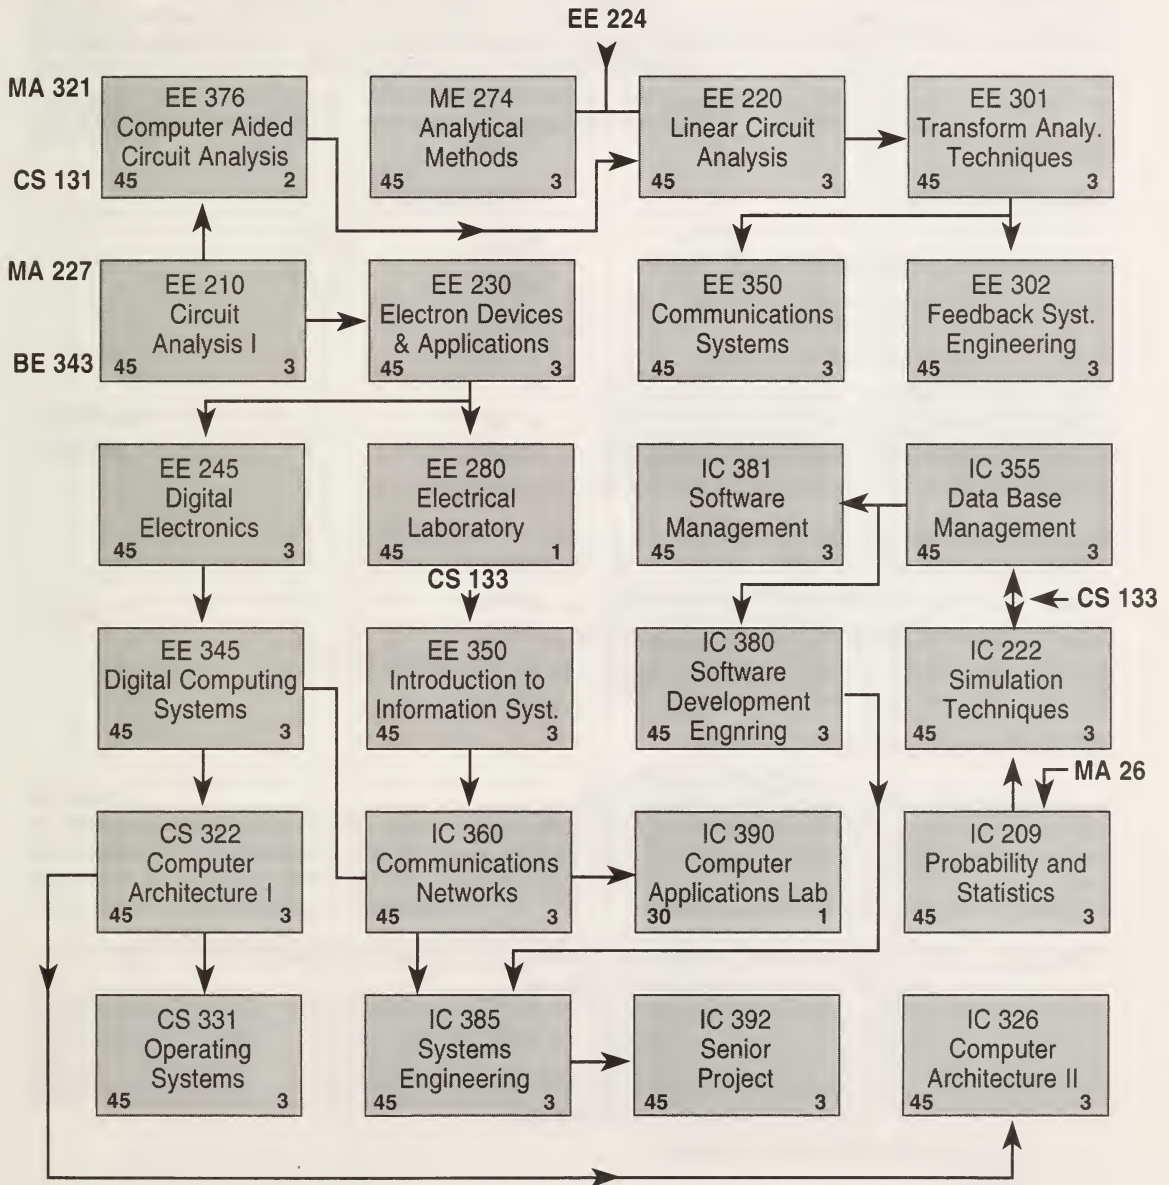 EE 224
MA 321
CS 131
EE 376
Computer Aided
Circuit Analysis
45 2
ME 274
Analytical
Methods
45 3
EE 220
Linear Circuit
Analysis
45 3
EE 301
Transform Analy.
Techniques
45 3
MA 227
BE 343
EE 210
Circuit
Analysis I
45 3
EE 230
Electron Devices
& Applications
45 3
EE 350
Communications
Systems
45 3
EE 302
Feedback Syst.
Engineering
45 3
EE 245
Digital
Electronics
45 3
EE 280
Electrical
Laboratory
45 1
IC 381
Software
Management
45 3
IC 355
Data Base
Management
45 3
CS 133
CS 133
EE 345
Digital Computing
Systems
45 3
EE 350
Introduction to
Information Syst.
45 3
IC 380
Software
Development
Engnring
45 3
IC 222
Simulation
Techniques
45 3
MA 26
CS 322
Computer
Architecture I
45 3
IC 360
Communications
Networks
45 3
IC 390
Computer
Applications Lab
30 1
IC 209
Probability and
Statistics
45 3
CS 331
Operating
Systems
45 3
IC 385
Systems
Engineering
45 3
IC 392
Senior
Project
45 3
IC 326
Computer
Architecture II
45 3